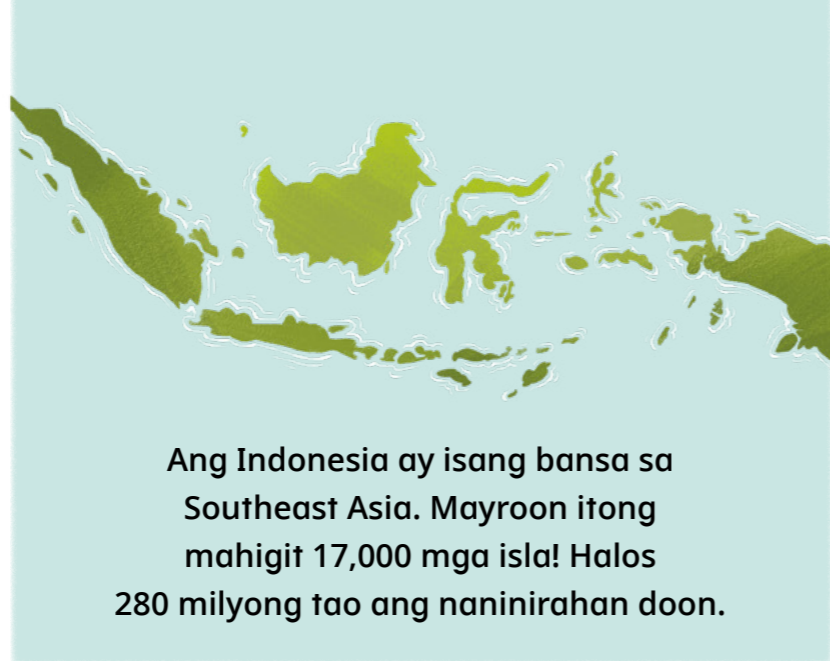 Ang Indonesia ay isang bansa sa
Southeast Asia. Mayroon itong
mahigit 17,000 mga isla! Halos
280 milyong tao ang naninirahan doon.